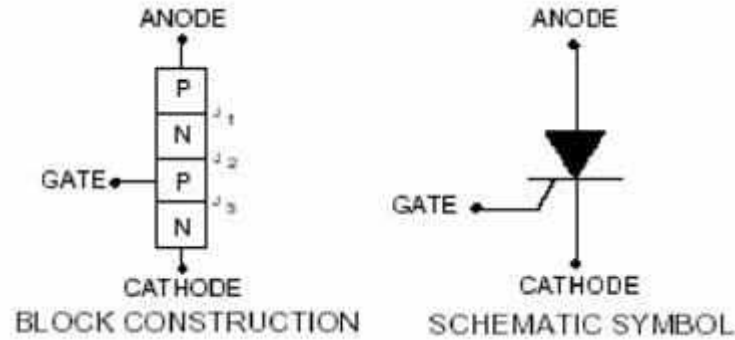 ANODE
P
J1
N
J2
GATE
P
J3
N
CATHODE
BLOCK CONSTRUCTION
ANODE
GATE
CATHODE
SCHEMATIC SYMBOL